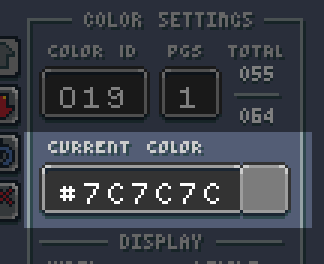 COLOR SETTINGS
COLOR ID PGS TOTAL
019 1 055
064
CURRENT COLOR
#7C7C7C
DISPLAY